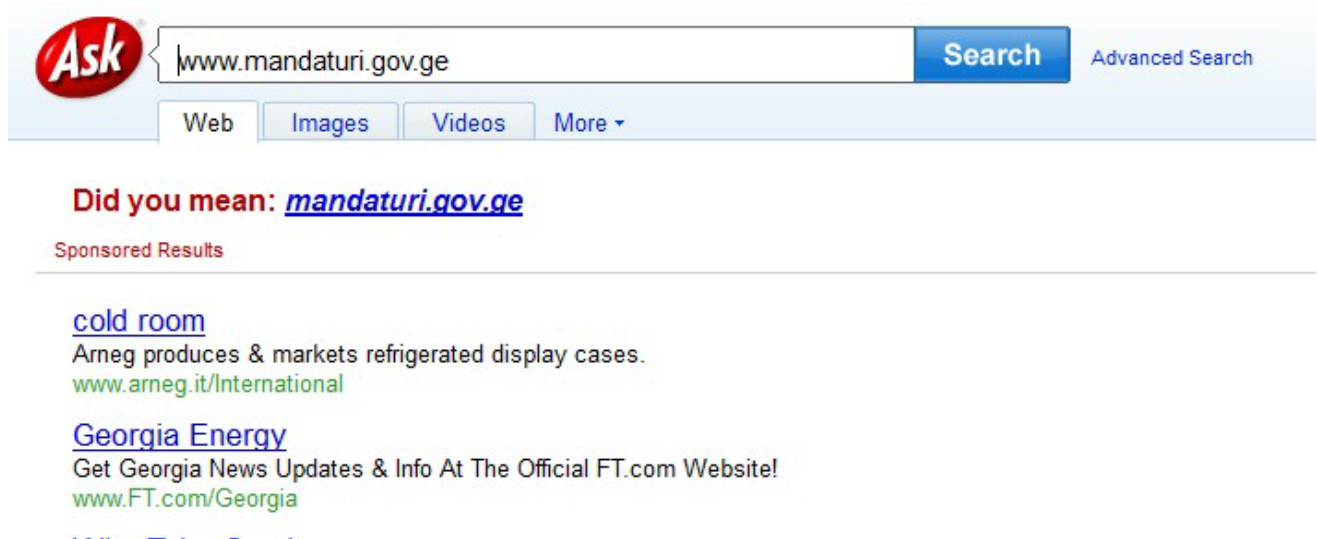 Ask
www.mandaturi.gov.ge
Search
Advanced Search
Web
Images
Videos
More
Did you mean: mandaturi.gov.ge
Sponsored Results
cold room
Arneg produces & markets refrigerated display cases.
www.arneg.it/International
Georgia Energy
Get Georgia News Updates & Info At The Official FT.com Website!
www.FT.com/Georgia